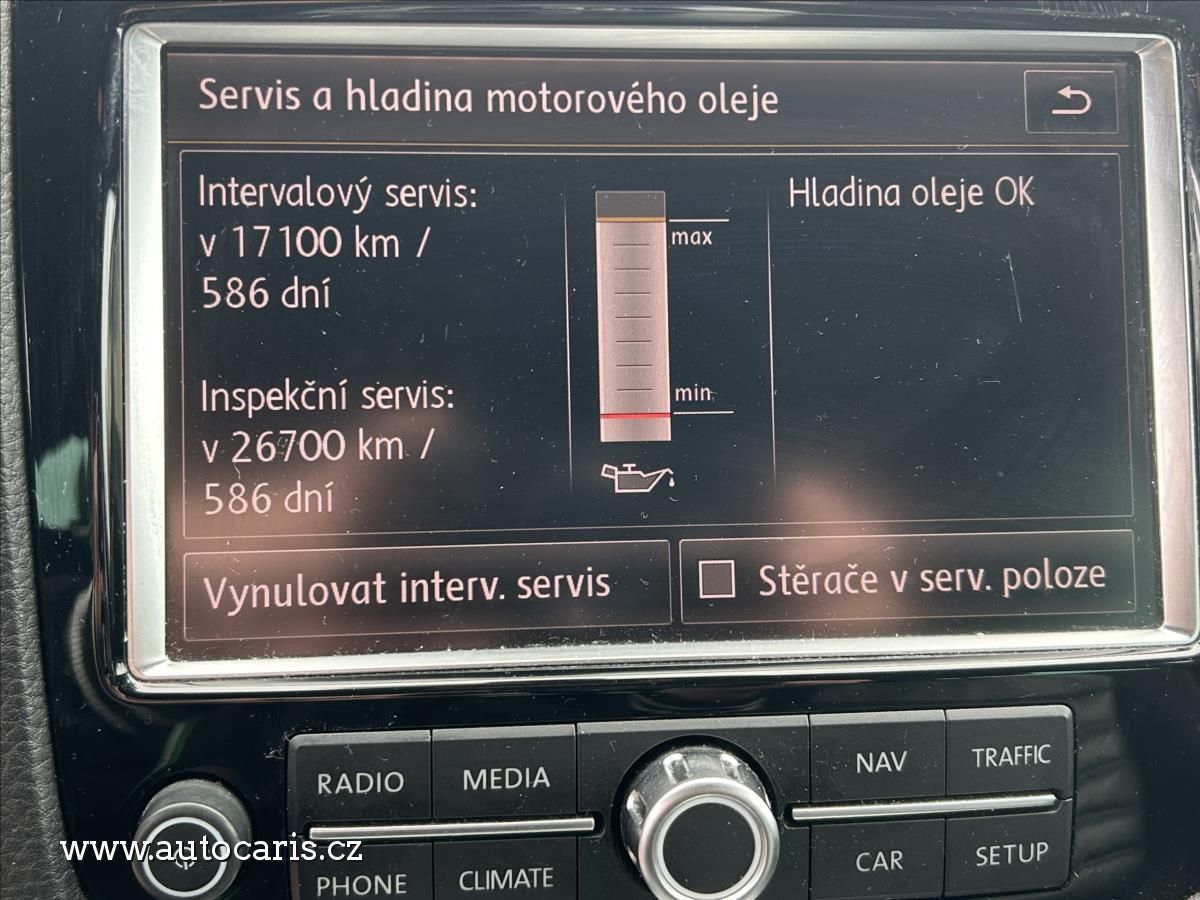 Servis a hladina motorového oleje
Intervalový servis:
v 17100 km /
586 dní
Inspekční servis:
v 26700 km /
586 dní
max
min
Hladina oleje OK
Vynulovat interv. servis
Stěrače v serv. poloze
RADIO
MEDIA
NAV
TRAFFIC
PHONE
CLIMATE
CAR
SETUP
www.autocaris.cz